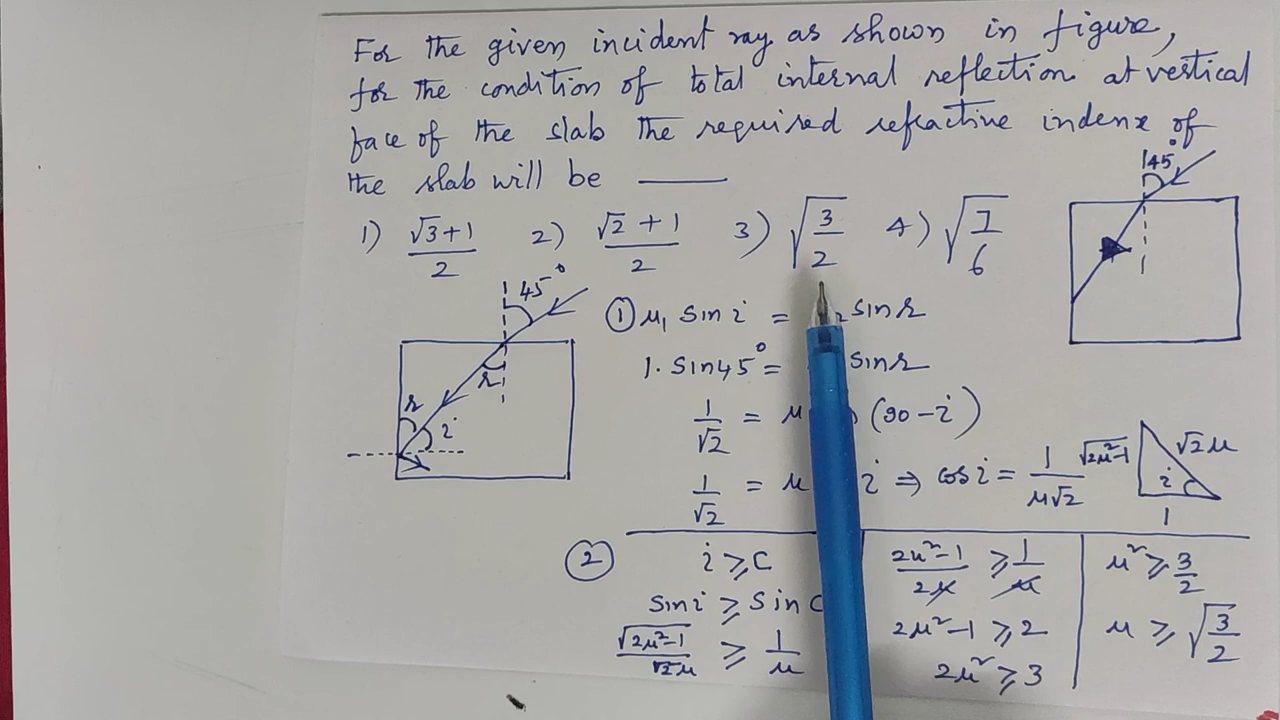 For the given incident ray as shown in figure,
for the condition of total internal reflection at vertical
face of the slab the required refractive indenx of
the slab will be ____
1) (√3+1)/2 2) (√2+1)/2 3) √(3/2) 4) √(7/6)
45°
45°
r
r
i
① μ₁ sin i = sin r
1. sin45° = sin r
1/√2 = μ (90-i)
1/√2 = μ i ⇒ cos i = 1/(μ√2)
√(2μ²-1) √2μ
i
1
②
i ≥ C
sin i ≥ sin C
√(2μ²-1)/(√2μ) ≥ 1/μ
(2μ²-1)/(2μ) ≥ 1/μ
2μ²-1 ≥ 2
2μ² ≥ 3
μ² ≥ 3/2
μ ≥ √(3/2)